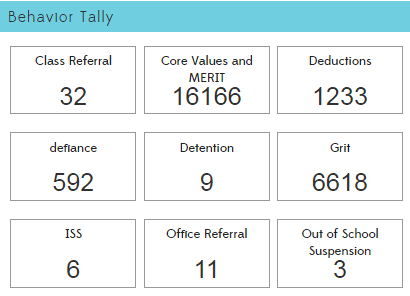 Behavior Tally
Class Referral
32
Core Values and
MERIT
16166
Deductions
1233
defiance
592
Detention
9
Grit
6618
ISS
6
Office Referral
11
Out of School
Suspension
3